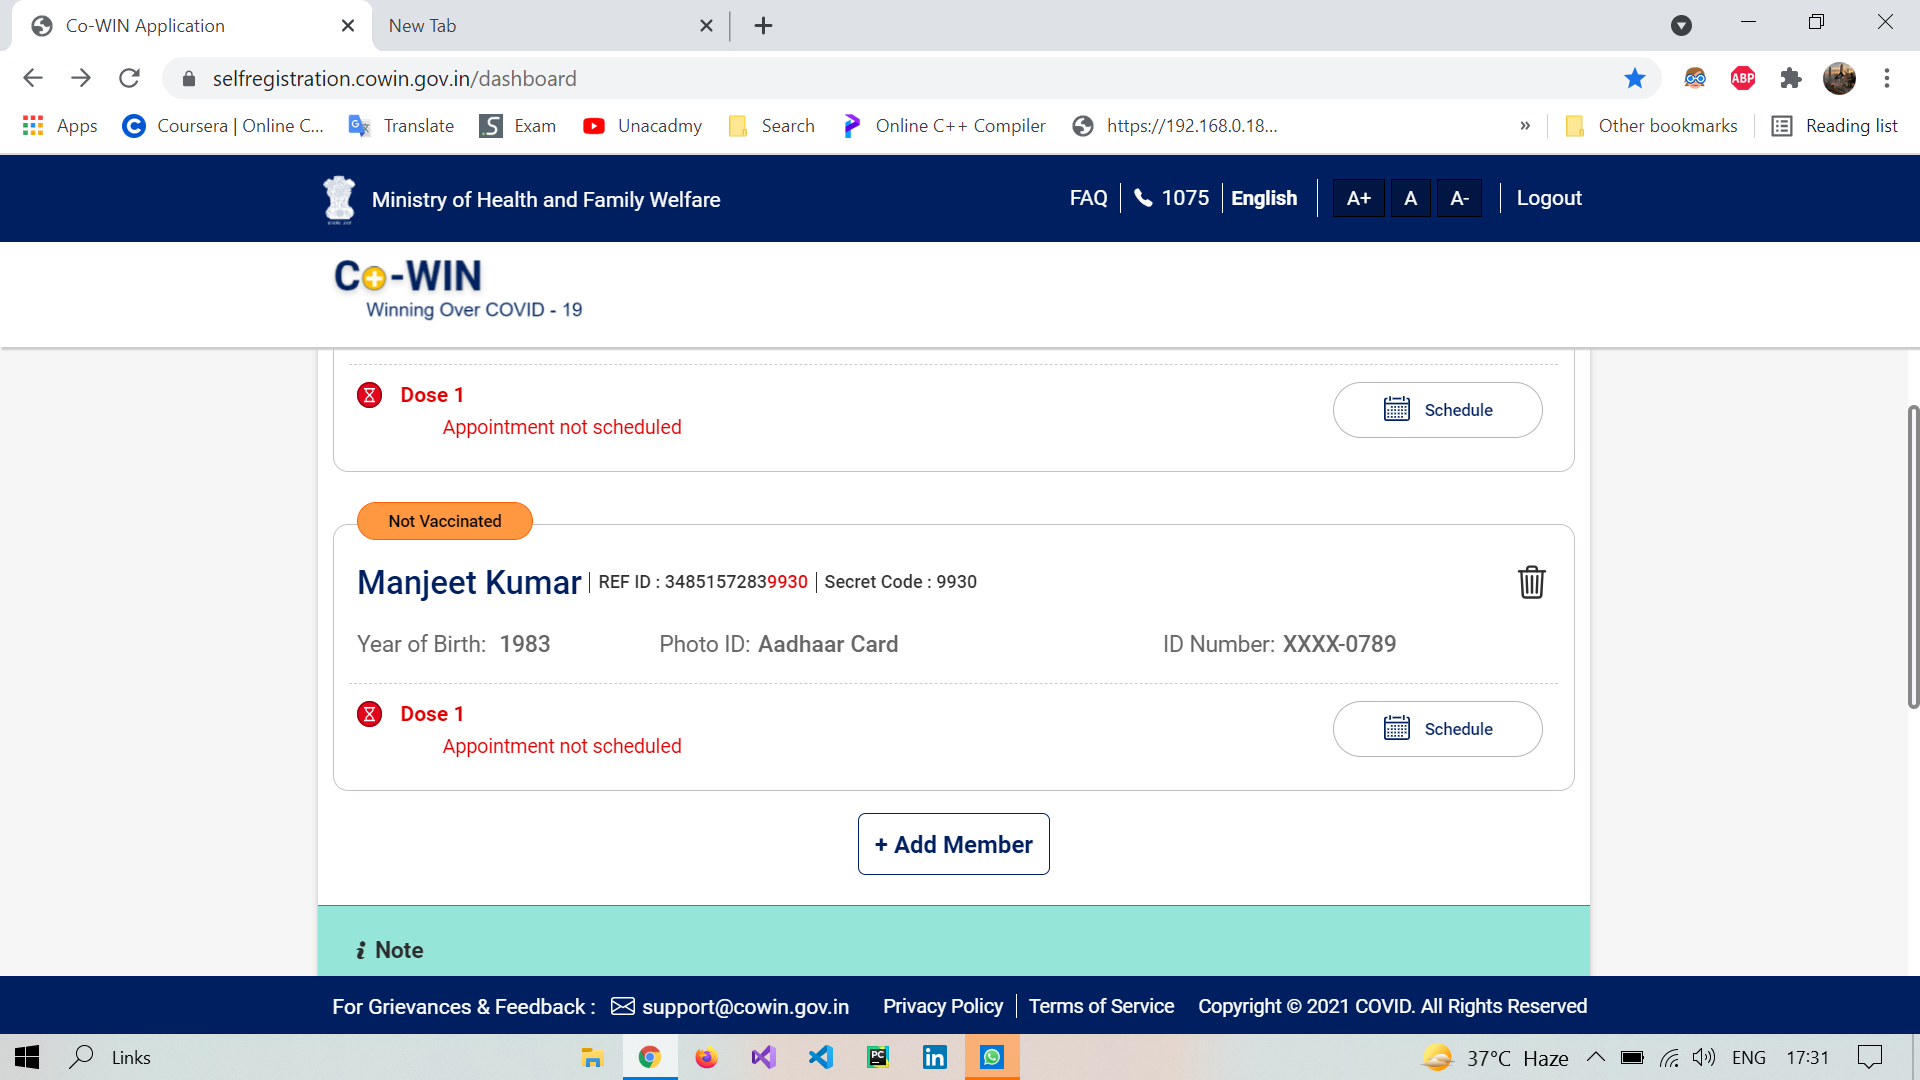 Co-WIN Application
New Tab
selfregistration.cowin.gov.in/dashboard
ABP
Apps
Coursera | Online C...
Translate
Exam
Unacadmy
Search
Online C++ Compiler
https://192.168.0.18...
»
Other bookmarks
Reading list
Ministry of Health and Family Welfare
FAQ
1075
English
A+
A
A-
Logout
Co-WIN
Winning Over COVID - 19
Dose 1
Schedule
Appointment not scheduled
Not Vaccinated
Manjeet Kumar
REF ID : 34851572839930
Secret Code : 9930
Year of Birth: 1983
Photo ID: Aadhaar Card
ID Number: XXXX-0789
Dose 1
Schedule
Appointment not scheduled
+ Add Member
i Note
For Grievances & Feedback :
support@cowin.gov.in
Privacy Policy
Terms of Service
Copyright © 2021 COVID. All Rights Reserved
Links
PC
in
37°C Haze
ENG
17:31